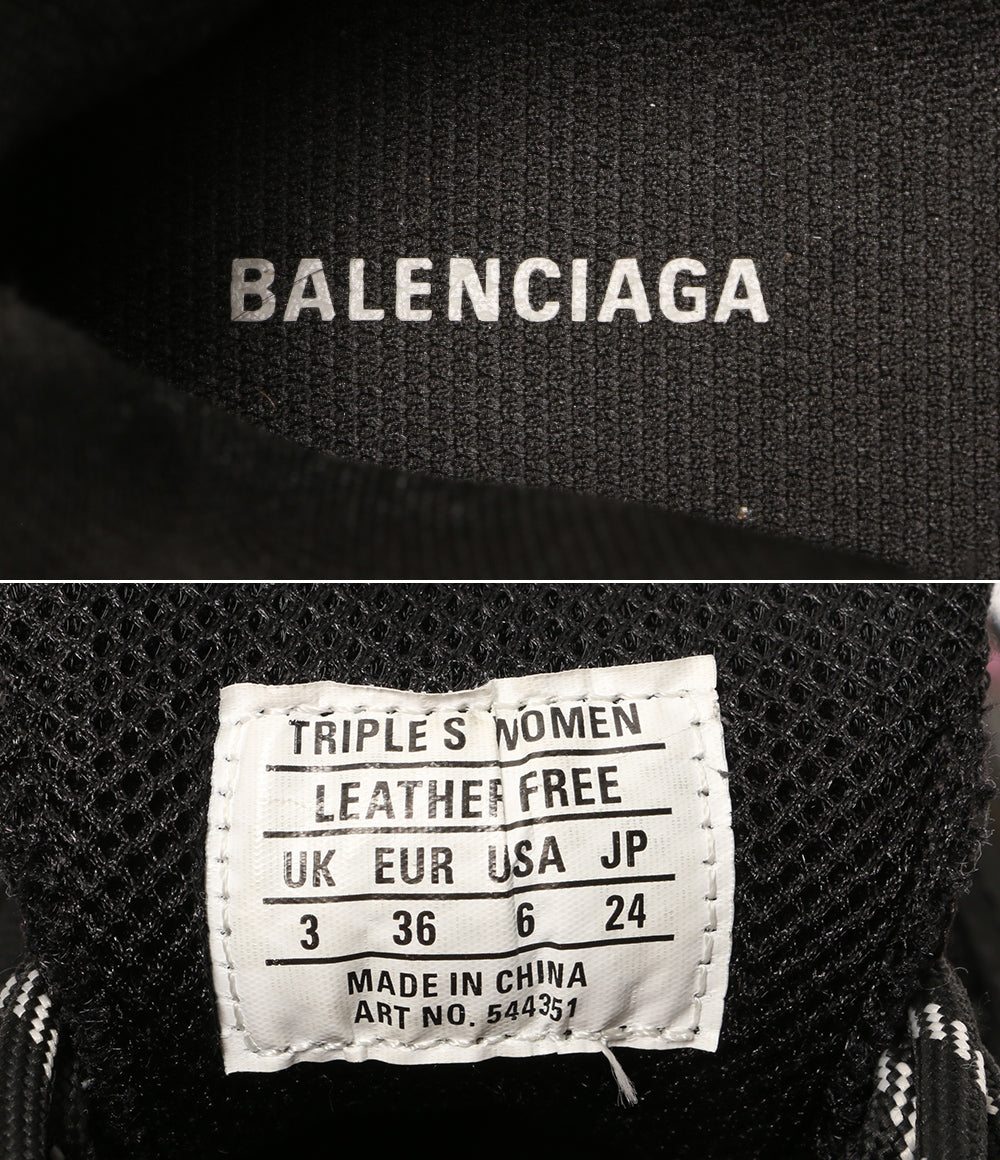 BALENCIAGA
TRIPLE S WOMEN
LEATHER FREE
UK EUR USA JP
3 36 6 24
MADE IN CHINA
ART NO. 544351